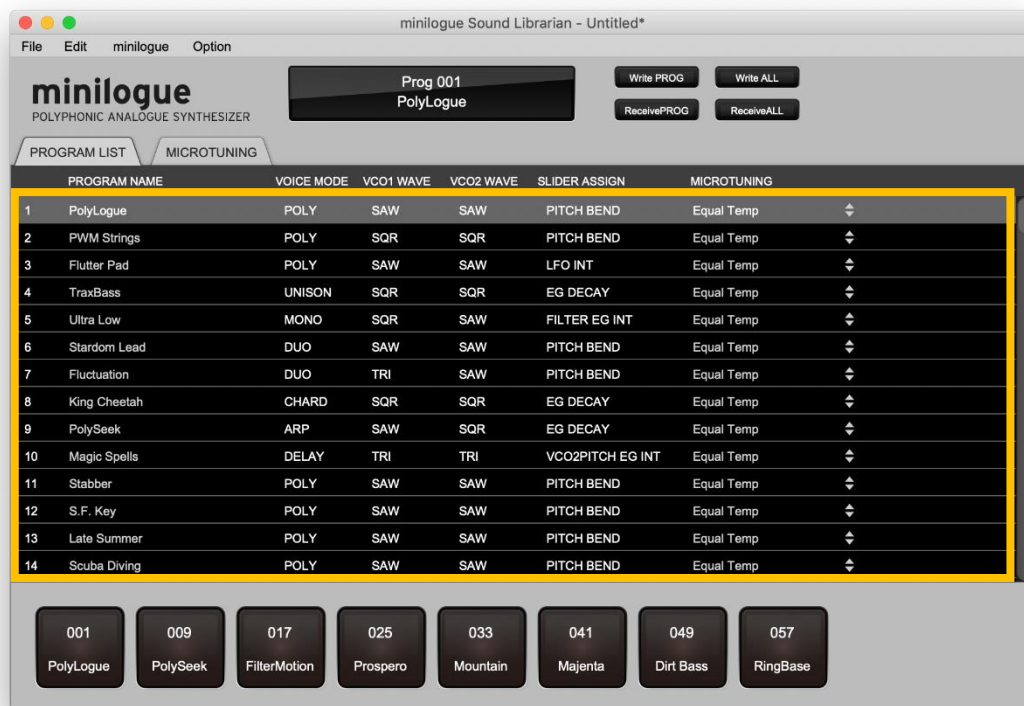 minilogue Sound Librarian - Untitled*
File Edit minilogue Option
minilogue
POLYPHONIC ANALOGUE SYNTHESIZER
Prog 001
PolyLogue
Write PROG Write ALL
ReceivePROG ReceiveALL
PROGRAM LIST MICROTUNING
PROGRAM NAME VOICE MODE VCO1 WAVE VCO2 WAVE SLIDER ASSIGN MICROTUNING
1 PolyLogue POLY SAW SAW PITCH BEND Equal Temp
2 PWM Strings POLY SQR SQR PITCH BEND Equal Temp
3 Flutter Pad POLY SAW SAW LFO INT Equal Temp
4 TraxBass UNISON SQR SQR EG DECAY Equal Temp
5 Ultra Low MONO SQR SAW FILTER EG INT Equal Temp
6 Stardom Lead DUO SAW SAW PITCH BEND Equal Temp
7 Fluctuation DUO TRI SAW PITCH BEND Equal Temp
8 King Cheetah CHARD SQR SQR EG DECAY Equal Temp
9 PolySeek ARP SAW SQR EG DECAY Equal Temp
10 Magic Spells DELAY TRI TRI VCO2PITCH EG INT Equal Temp
11 Stabber POLY SAW SAW PITCH BEND Equal Temp
12 S.F. Key POLY SAW SAW PITCH BEND Equal Temp
13 Late Summer POLY SAW SAW PITCH BEND Equal Temp
14 Scuba Diving POLY SAW SAW PITCH BEND Equal Temp
001 009 017 025 033 041 049 057
PolyLogue PolySeek FilterMotion Prospero Mountain Majenta Dirt Bass RingBase